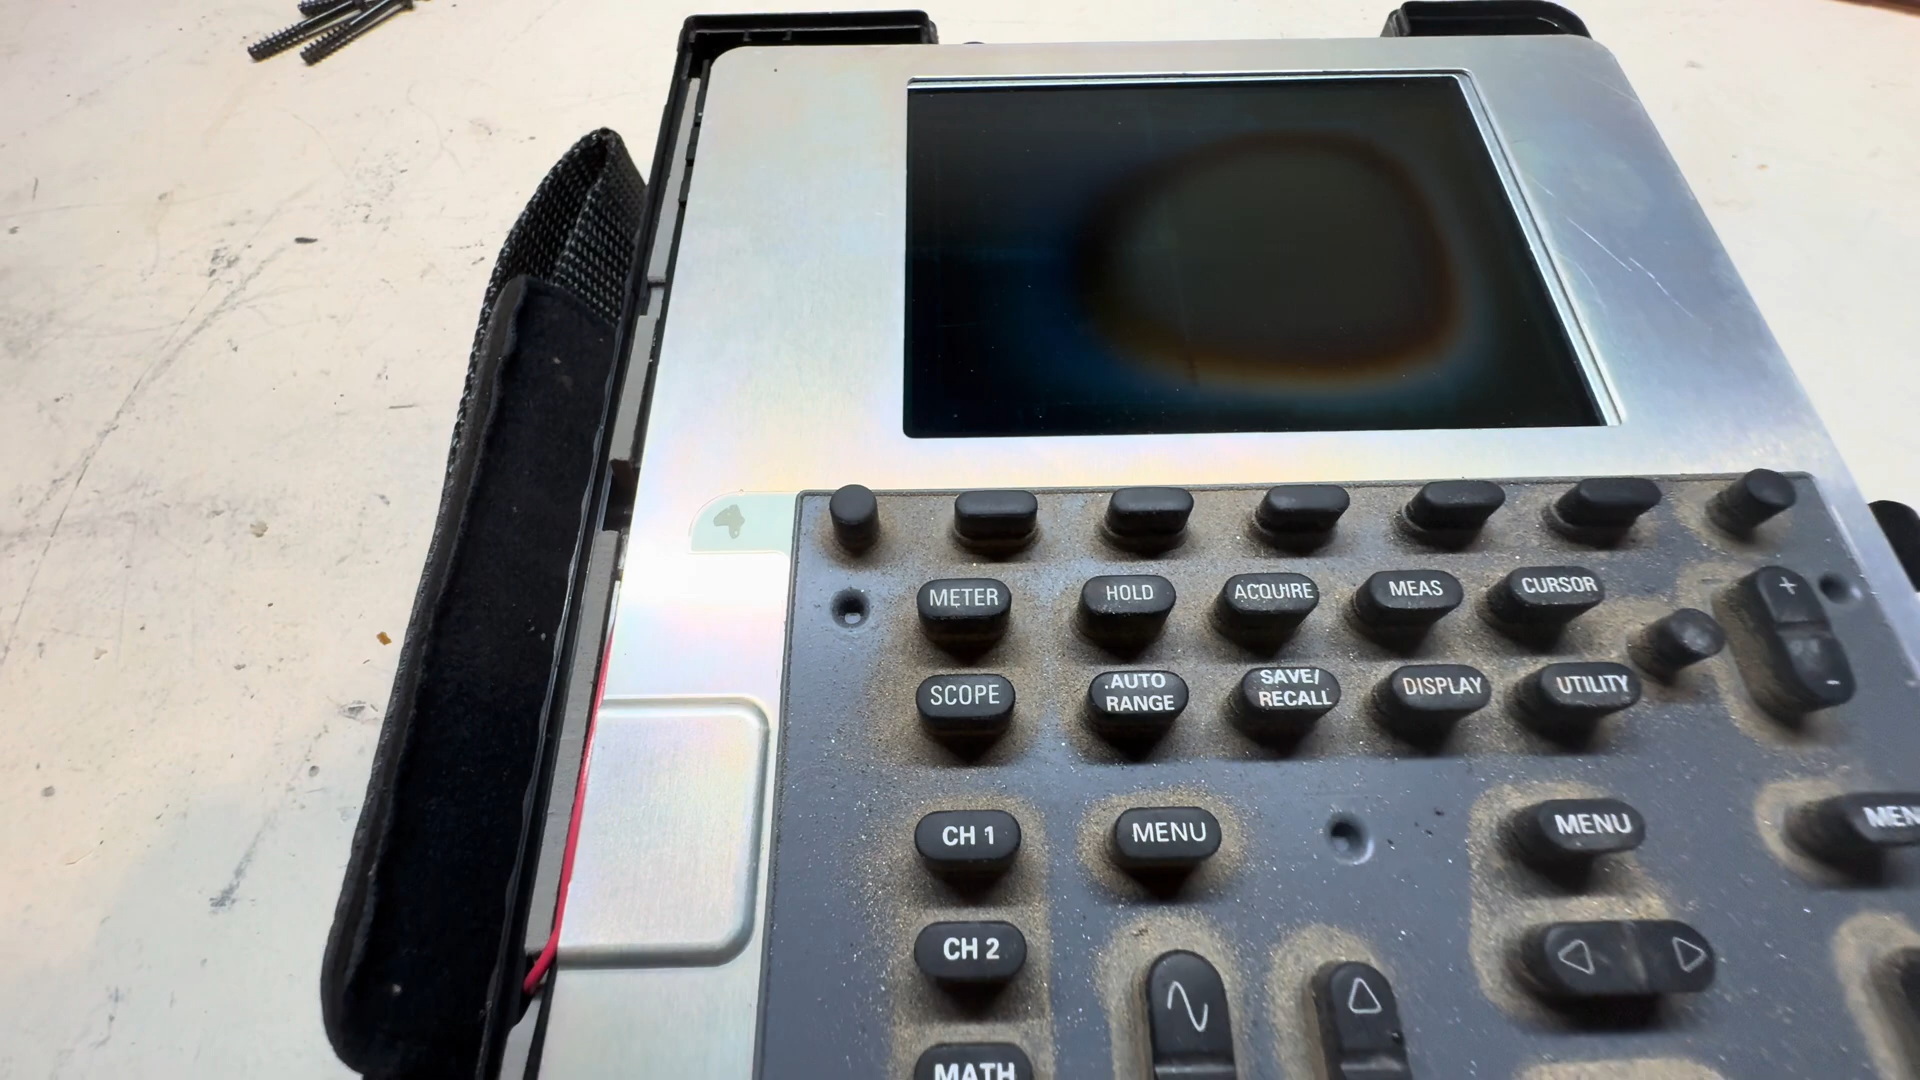 METER
HOLD
ACQUIRE
MEAS
CURSOR
+
SCOPE
AUTO
RANGE
SAVE/
RECALL
DISPLAY
UTILITY
-
CH 1
MENU
MENU
MENU
CH 2
MATH